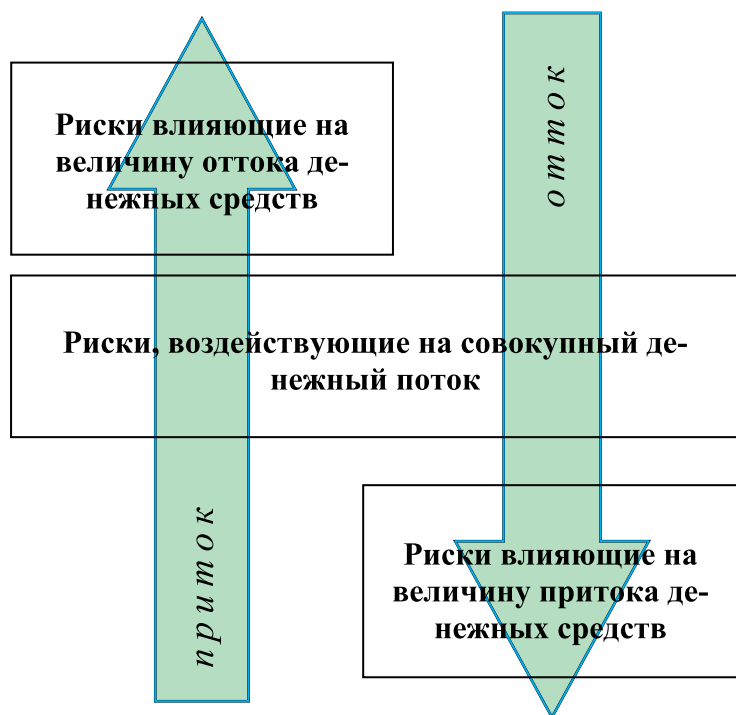 Риски влияющие на
величину оттока де-
нежных средств
отток
Риски, воздействующие на совокупный де-
нежный поток
приток
Риски влияющие на
величину притока де-
нежных средств